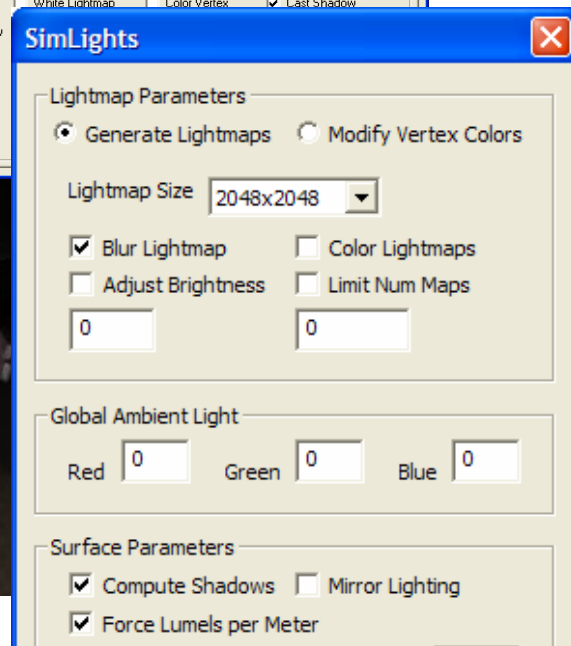 White Lightmap Color Vertex Cast Shadow
SimLights
Lightmap Parameters
Generate Lightmaps Modify Vertex Colors
Lightmap Size 2048x2048
Blur Lightmap Color Lightmaps
Adjust Brightness Limit Num Maps
0 0
Global Ambient Light
Red 0 Green 0 Blue 0
Surface Parameters
Compute Shadows Mirror Lighting
Force Lumels per Meter